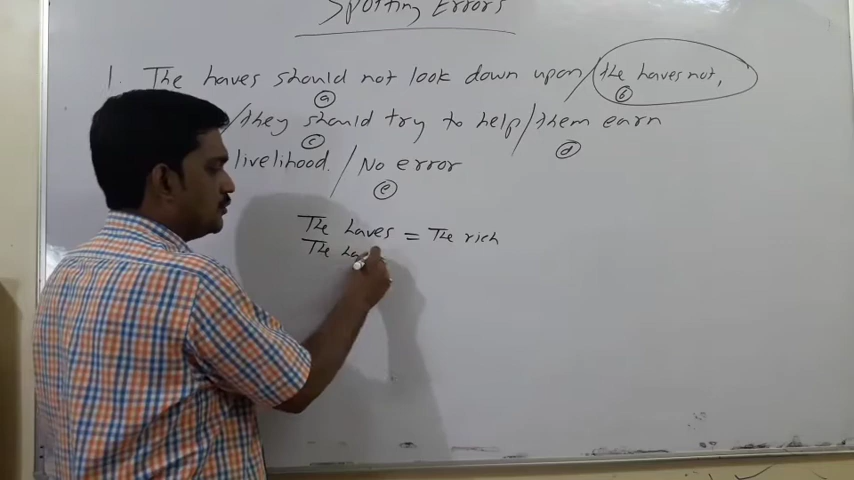 Spotting Errors
1. The haves should not look down upon/the haves not,
(a) (b)
/they should try to help/them earn
(c) (d)
livelihood. /No error
(e)
The haves = The rich
The